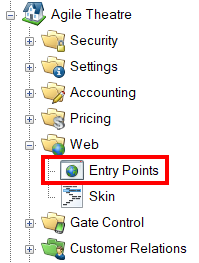 Agile Theatre
Security
Settings
Accounting
Pricing
Web
Entry Points
Skin
Gate Control
Customer Relations